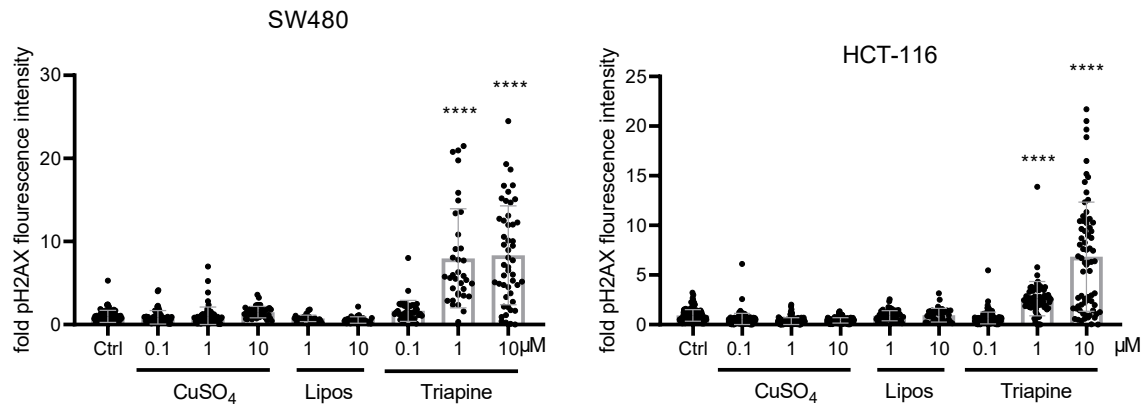 SW480
fold pH2AX flourescence intensity
30
20
10
0
****
****
Ctrl 0.1 1 10 1 10 0.1 1 10 µM
CuSO₄ Lipos Triapine
HCT-116
fold pH2AX flourescence intensity
25
20
15
10
5
0
****
****
Ctrl 0.1 1 10 1 10 0.1 1 10 µM
CuSO₄ Lipos Triapine